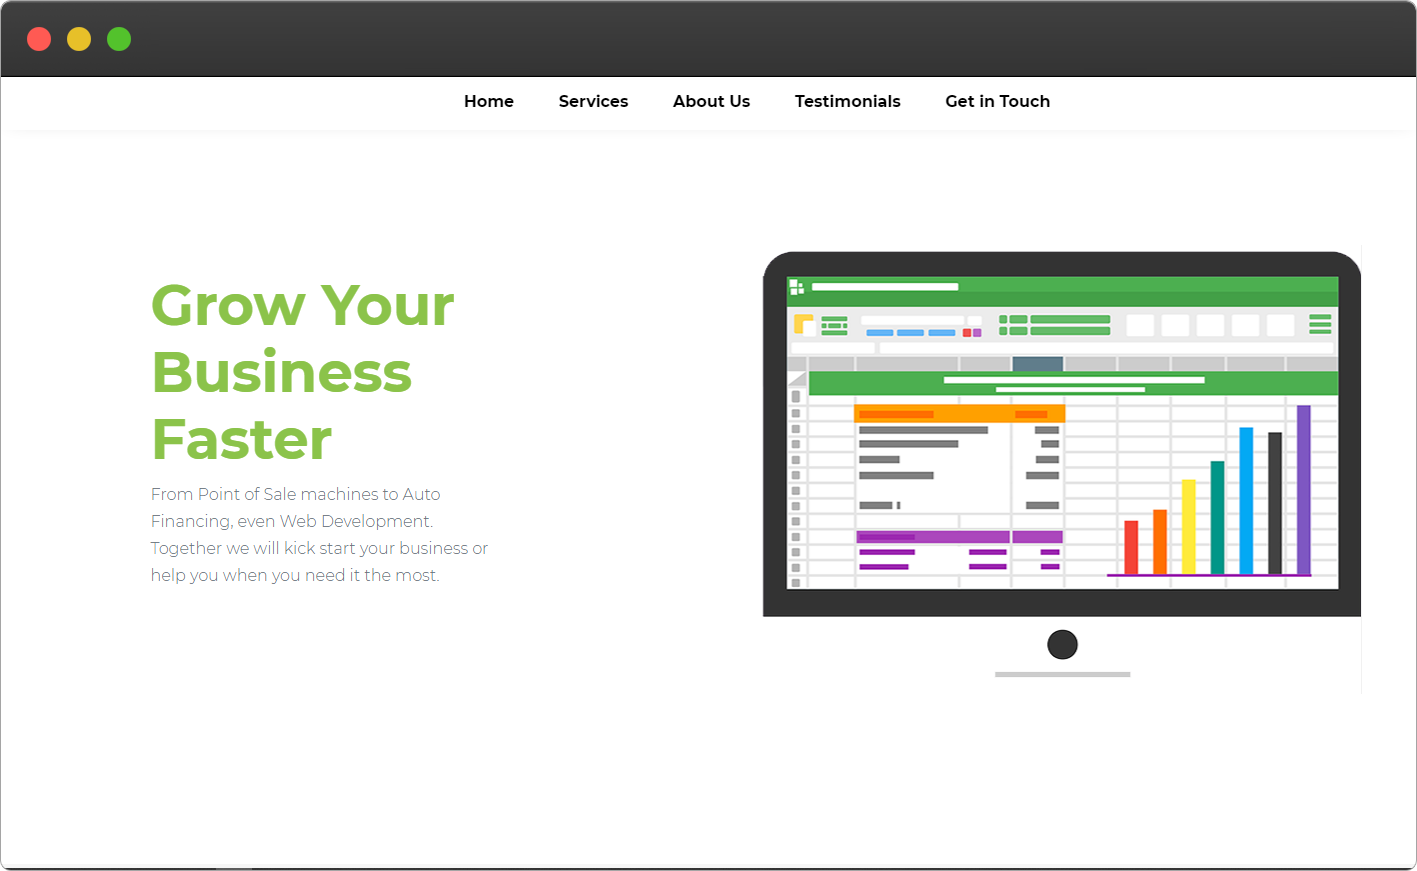 Home Services About Us Testimonials Get in Touch
Grow Your
Business
Faster
From Point of Sale machines to Auto
Financing, even Web Development.
Together we will kick start your business or
help you when you need it the most.